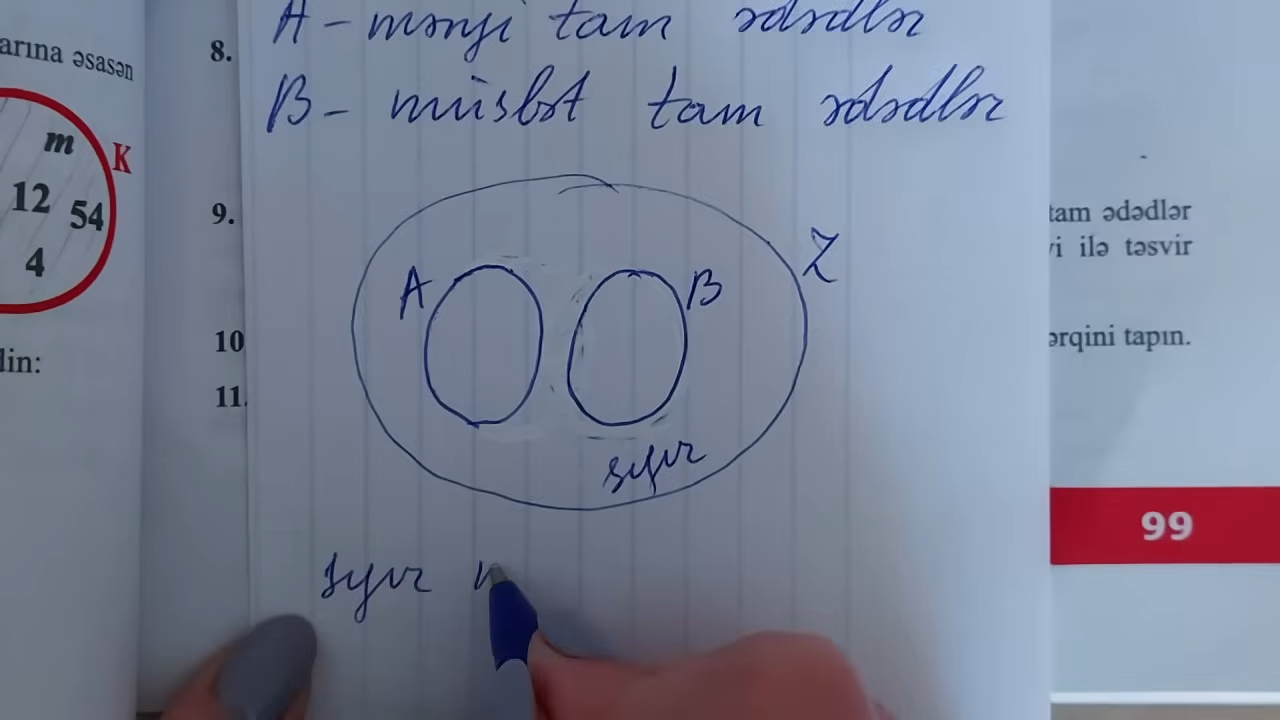 arına əsasən
m
K
12 54
4
lin:
8.
9.
10
11.
A - mənfi tam ədədlər
B - müsbət tam ədədlər
A
B
Z
sıfır
sıfır
tam ədədlər
i ilə təsvir
ərqini tapın.
99